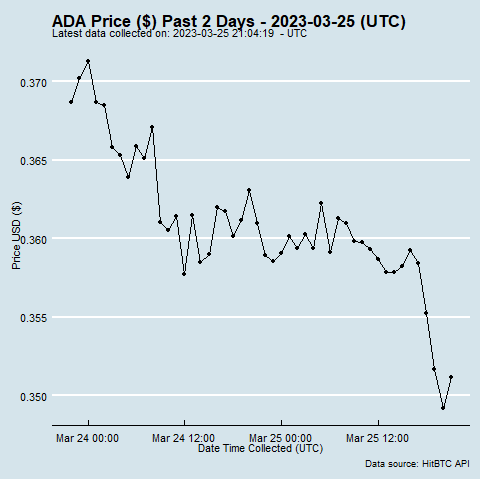 ADA Price ($) Past 2 Days - 2023-03-25 (UTC)
Latest data collected on: 2023-03-25 21:04:19 - UTC
0.370
0.365
0.360
0.355
0.350
Price USD ($)
Mar 24 00:00
Mar 24 12:00
Mar 25 00:00
Mar 25 12:00
Date Time Collected (UTC)
Data source: HitBTC API